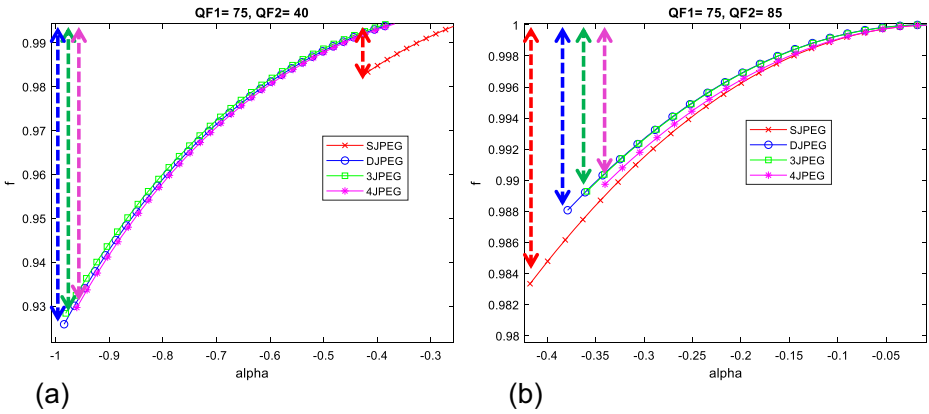 QF1= 75, QF2= 40
0.99
0.98
0.97
0.96
0.95
0.94
0.93
f
SJPEG
DJPEG
3JPEG
4JPEG
-1 -0.9 -0.8 -0.7 -0.6 -0.5 -0.4 -0.3
alpha
(a)
QF1= 75, QF2= 85
1
0.998
0.996
0.994
0.992
0.99
0.988
0.986
0.984
0.982
0.98
f
SJPEG
DJPEG
3JPEG
4JPEG
-0.4 -0.35 -0.3 -0.25 -0.2 -0.15 -0.1 -0.05
alpha
(b)